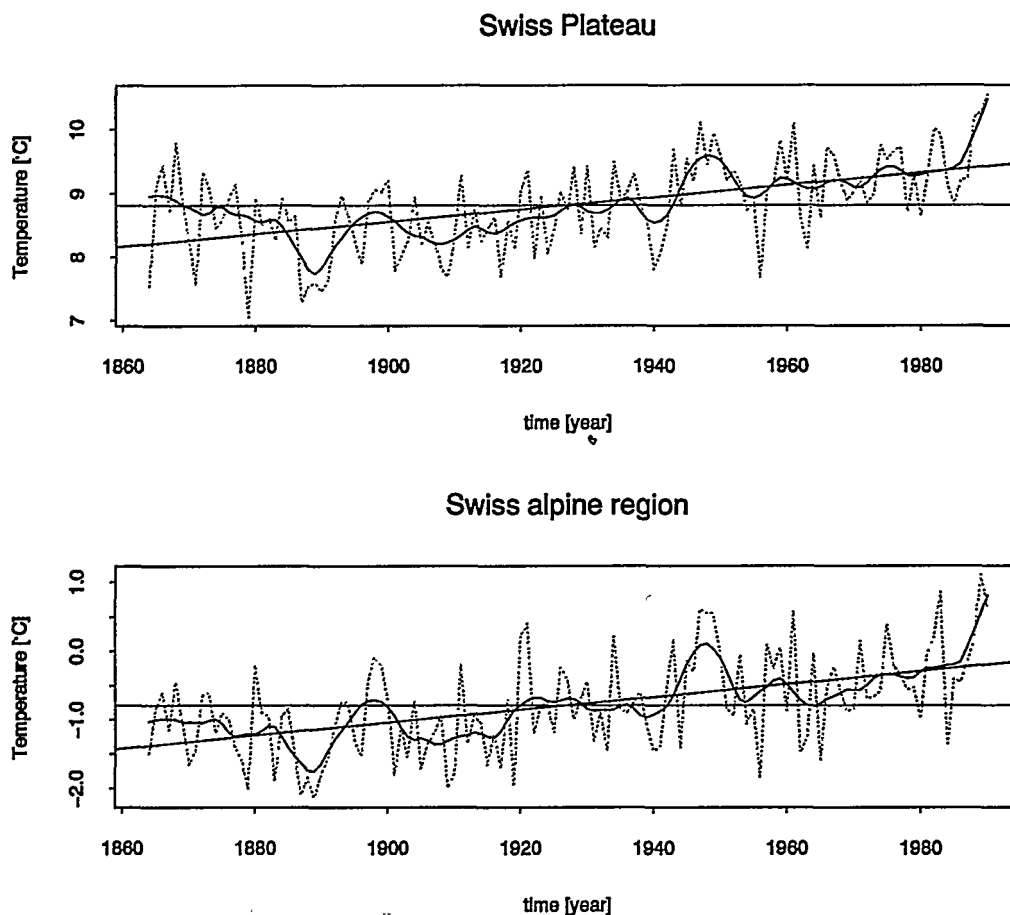 Swiss Plateau
Temperature [°C]
10
9
8
7
1860 1880 1900 1920 1940 1960 1980
time [year]
Swiss alpine region
Temperature [°C]
1.0
0.0
-1.0
-2.0
1860 1880 1900 1920 1940 1960 1980
time [year]